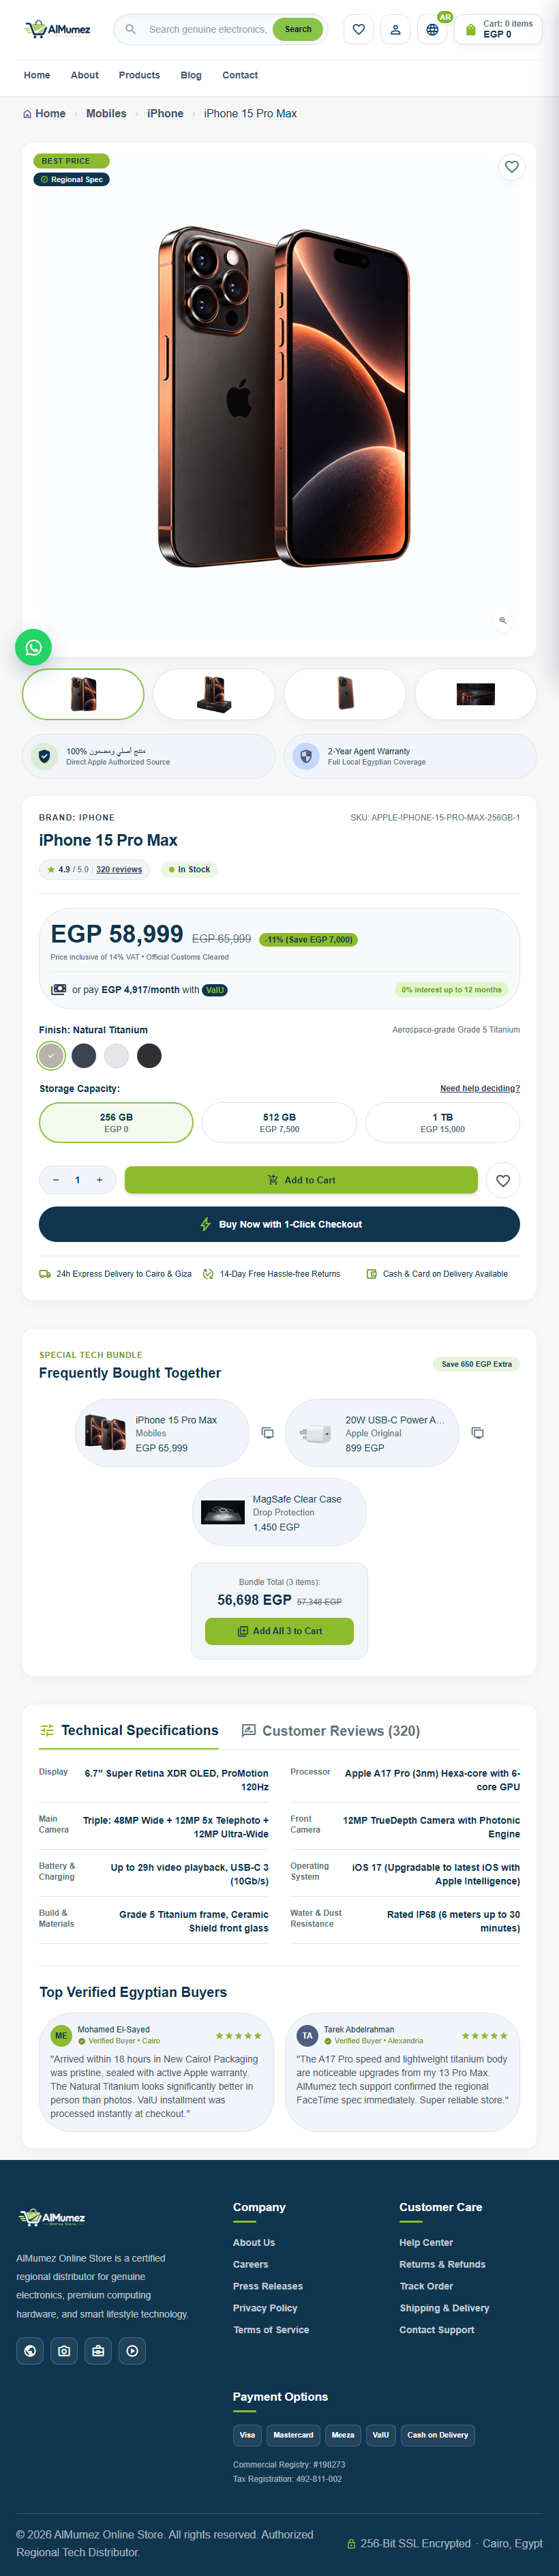 AlMumez
Search genuine electronics,
Search
AR
Cart: 0 items
EGP 0
Home
About
Products
Blog
Contact
Home
Mobiles
iPhone
iPhone 15 Pro Max
BEST PRICE
Regional Spec
100% منتج أصلي ومضمون
Direct Apple Authorized Source
2-Year Agent Warranty
Full Local Egyptian Coverage
BRAND: IPHONE
SKU: APPLE-IPHONE-15-PRO-MAX-256GB-1
iPhone 15 Pro Max
4.9 / 5.0 | 320 reviews
In Stock
EGP 58,999 EGP 65,999 -11% (Save EGP 7,000)
Price inclusive of 14% VAT • Official Customs Cleared
or pay EGP 4,917/month with ValU
0% interest up to 12 months
Finish: Natural Titanium
Aerospace-grade Grade 5 Titanium
Storage Capacity:
Need help deciding?
256 GB
EGP 0
512 GB
EGP 7,500
1 TB
EGP 15,000
− 1 +
Add to Cart
Buy Now with 1-Click Checkout
24h Express Delivery to Cairo & Giza
14-Day Free Hassle-free Returns
Cash & Card on Delivery Available
SPECIAL TECH BUNDLE
Frequently Bought Together
Save 650 EGP Extra
iPhone 15 Pro Max
Mobiles
EGP 65,999
20W USB-C Power A...
Apple Original
899 EGP
MagSafe Clear Case
Drop Protection
1,450 EGP
Bundle Total (3 items):
56,698 EGP 57,348 EGP
Add All 3 to Cart
Technical Specifications
Customer Reviews (320)
Display
6.7" Super Retina XDR OLED, ProMotion
120Hz
Processor
Apple A17 Pro (3nm) Hexa-core with 6-
core GPU
Main
Camera
Triple: 48MP Wide + 12MP 5x Telephoto +
12MP Ultra-Wide
Front
Camera
12MP TrueDepth Camera with Photonic
Engine
Battery &
Charging
Up to 29h video playback, USB-C 3
(10Gb/s)
Operating
System
iOS 17 (Upgradable to latest iOS with
Apple Intelligence)
Build &
Materials
Grade 5 Titanium frame, Ceramic
Shield front glass
Water & Dust
Resistance
Rated IP68 (6 meters up to 30
minutes)
Top Verified Egyptian Buyers
ME
Mohamed El-Sayed
Verified Buyer • Cairo
"Arrived within 18 hours in New Cairo! Packaging
was pristine, sealed with active Apple warranty.
The Natural Titanium looks significantly better in
person than photos. ValU installment was
processed instantly at checkout."
TA
Tarek Abdelrahman
Verified Buyer • Alexandria
"The A17 Pro speed and lightweight titanium body
are noticeable upgrades from my 13 Pro Max.
AlMumez tech support confirmed the regional
FaceTime spec immediately. Super reliable store."
AlMumez
AlMumez Online Store is a certified
regional distributor for genuine
electronics, premium computing
hardware, and smart lifestyle technology.
Company
About Us
Careers
Press Releases
Privacy Policy
Terms of Service
Customer Care
Help Center
Returns & Refunds
Track Order
Shipping & Delivery
Contact Support
Payment Options
Visa
Mastercard
Meeza
ValU
Cash on Delivery
Commercial Registry: #198273
Tax Registration: 492-811-002
© 2026 AlMumez Online Store. All rights reserved. Authorized
Regional Tech Distributor.
256-Bit SSL Encrypted · Cairo, Egypt